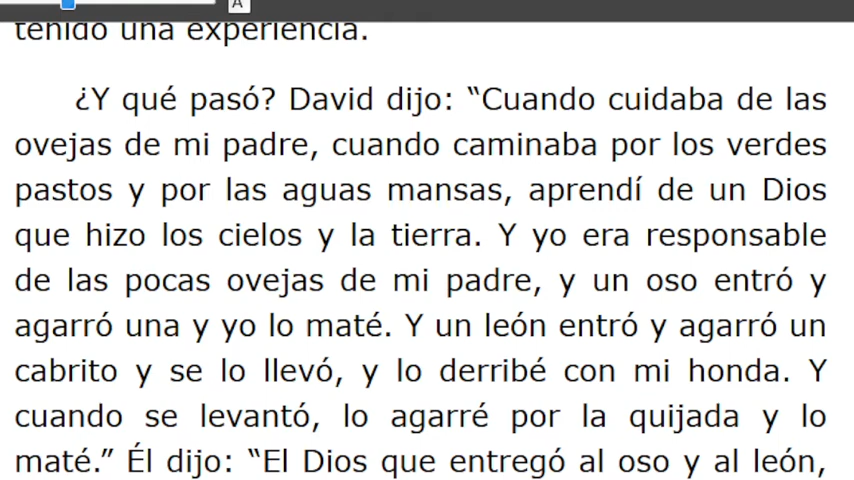 A
tenido una experiencia.
¿Y qué pasó? David dijo: “Cuando cuidaba de las
ovejas de mi padre, cuando caminaba por los verdes
pastos y por las aguas mansas, aprendí de un Dios
que hizo los cielos y la tierra. Y yo era responsable
de las pocas ovejas de mi padre, y un oso entró y
agarró una y yo lo maté. Y un león entró y agarró un
cabrito y se lo llevó, y lo derribé con mi honda. Y
cuando se levantó, lo agarré por la quijada y lo
maté.” Él dijo: “El Dios que entregó al oso y al león,